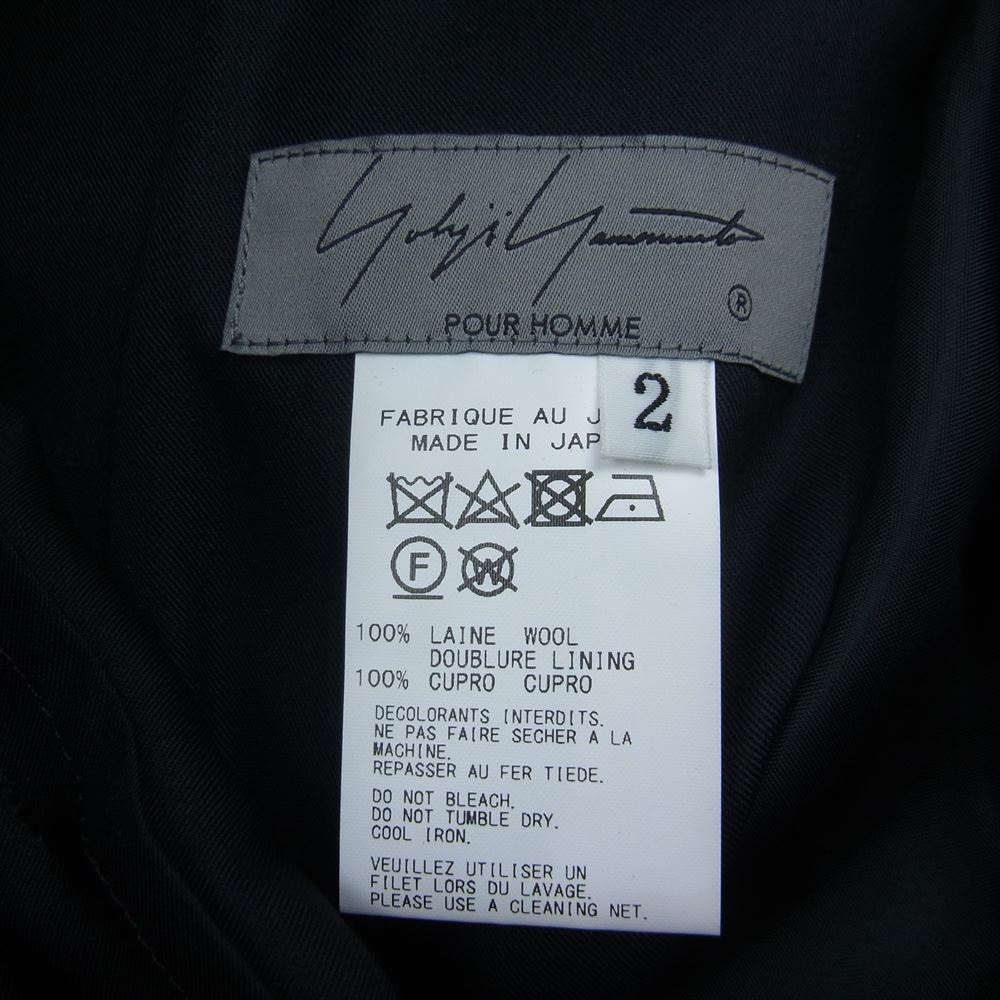 Yohji Yamamoto
®
POUR HOMME
2
FABRIQUE AU J
MADE IN JAP
F
W
100% LAINE WOOL
DOUBLURE LINING
100% CUPRO CUPRO
DECOLORANTS INTERDITS.
NE PAS FAIRE SECHER A LA
MACHINE.
REPASSER AU FER TIEDE.
DO NOT BLEACH.
DO NOT TUMBLE DRY.
COOL IRON.
VEUILLEZ UTILISER UN
FILET LORS DU LAVAGE.
PLEASE USE A CLEANING NET.